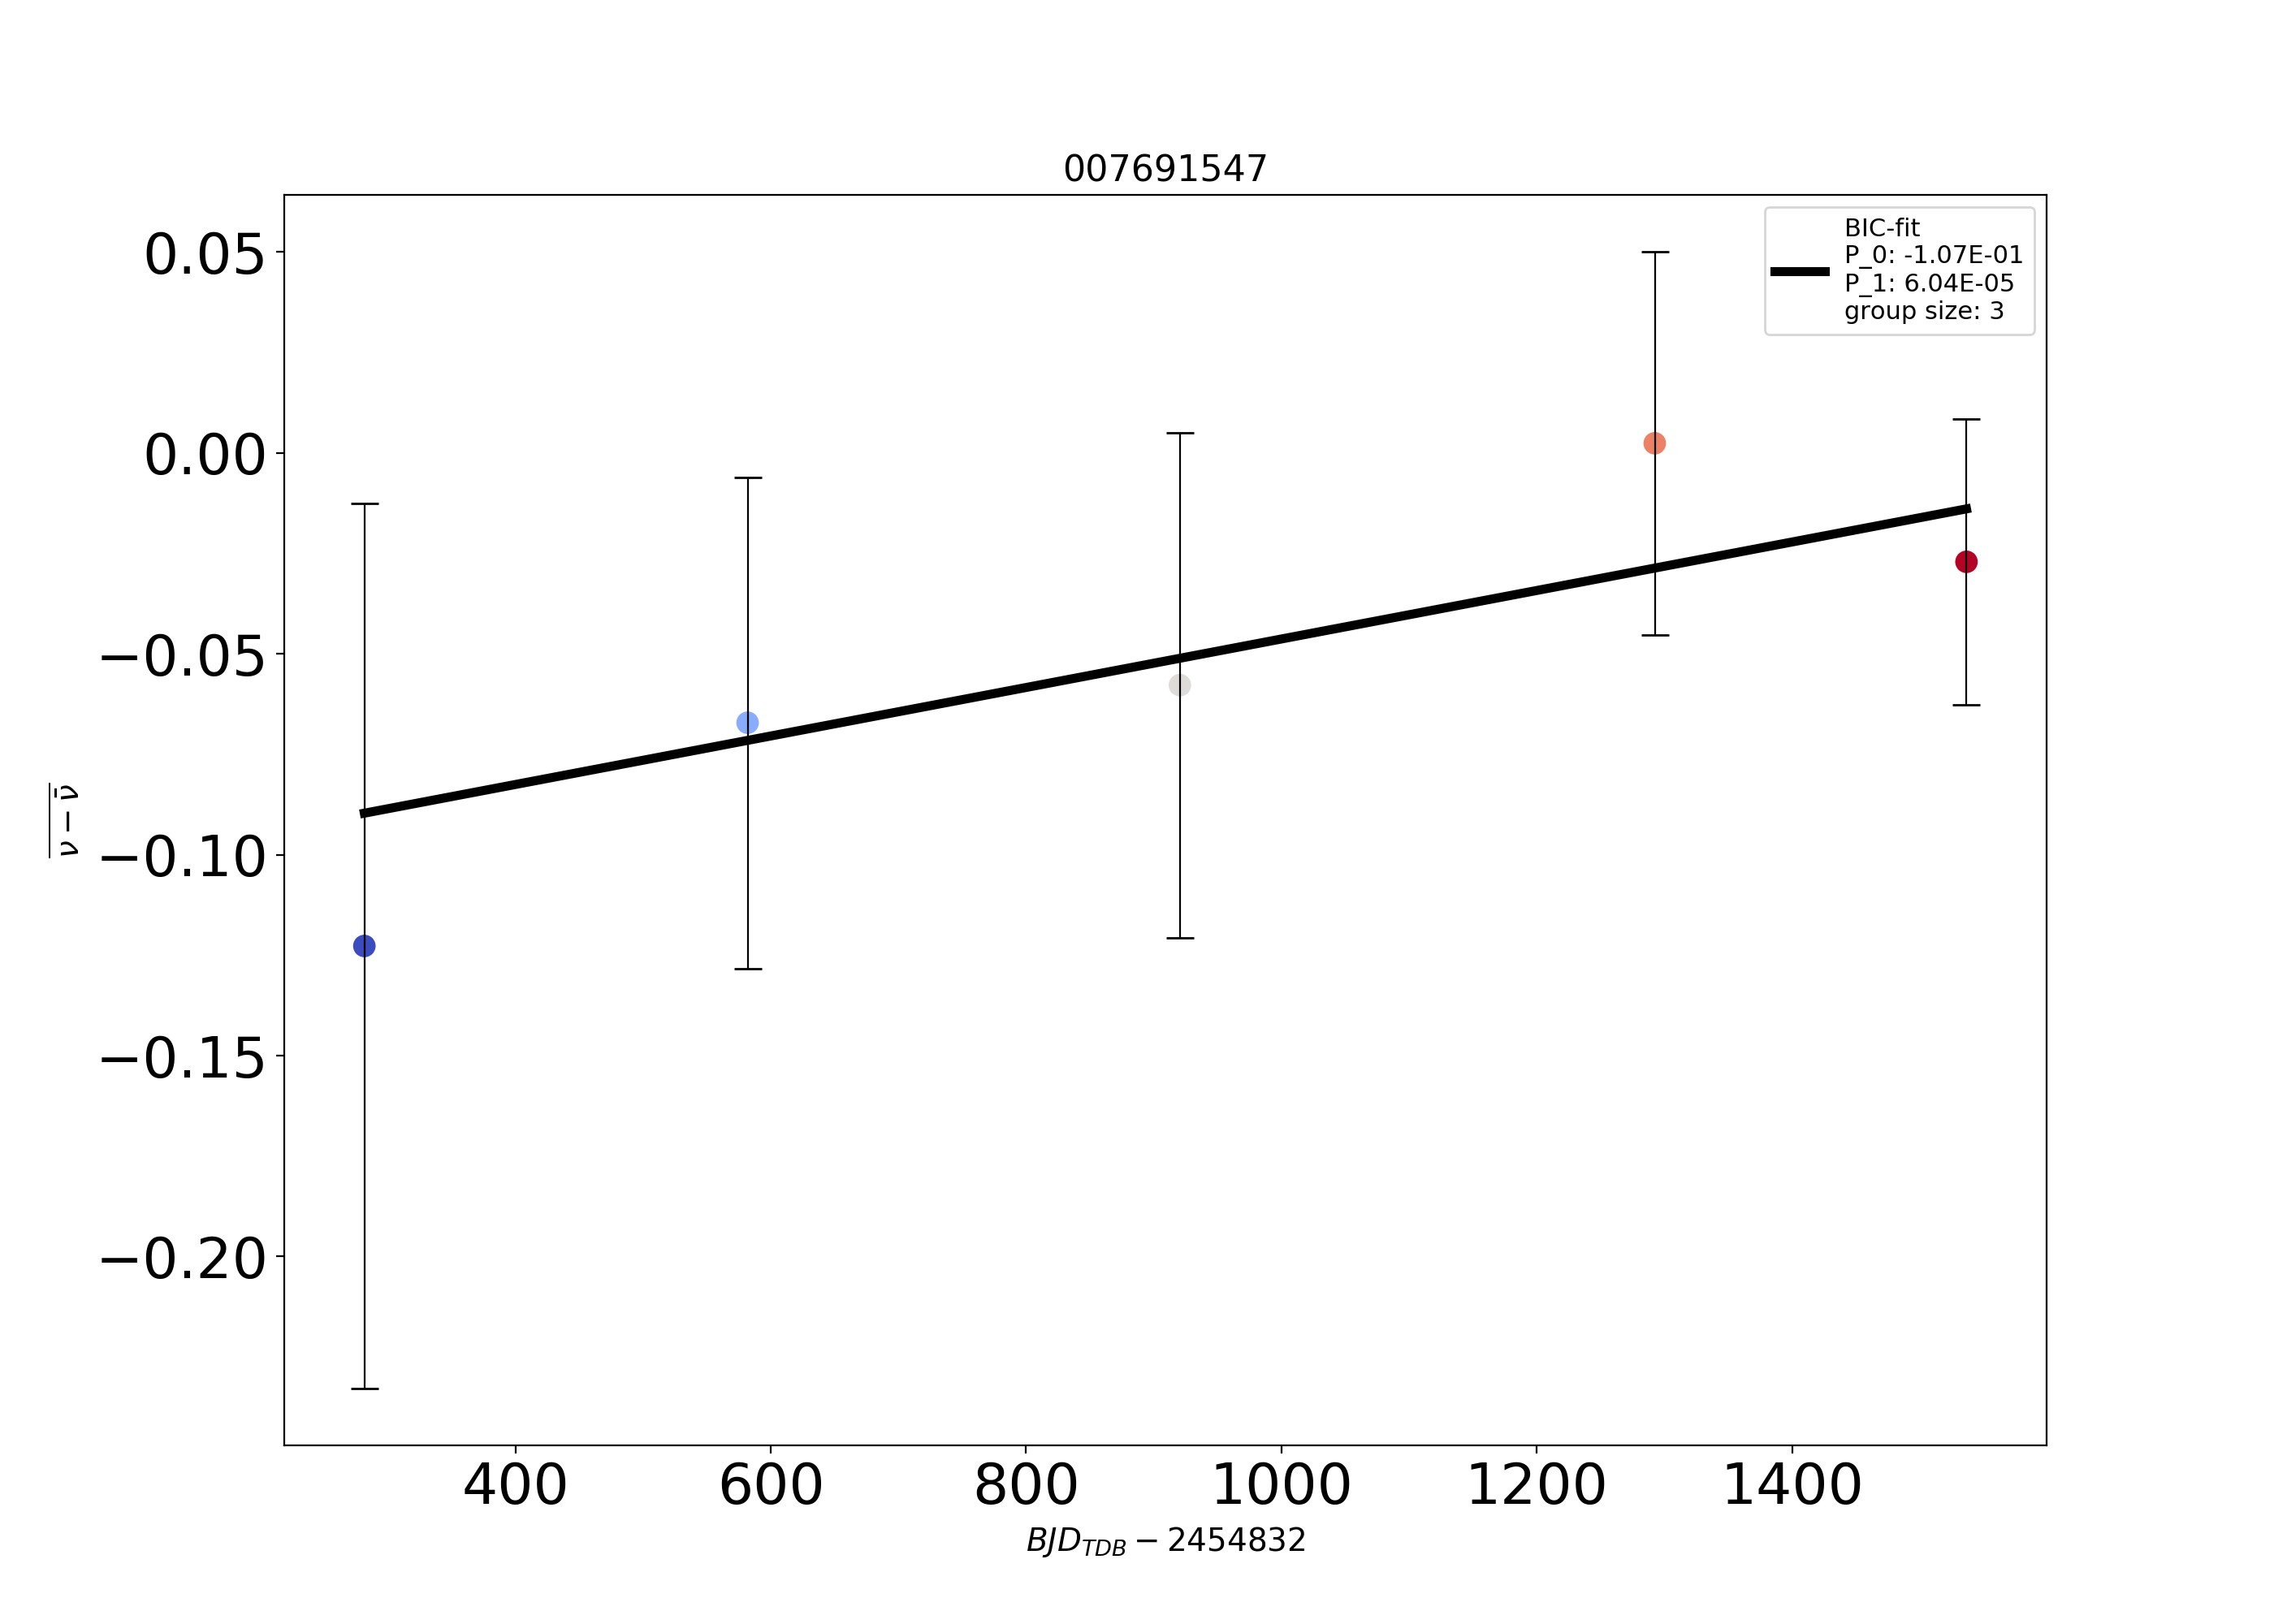 007691547
BIC-fit
P_0: -1.07E-01
P_1: 6.04E-05
group size: 3
0.05
0.00
−0.05
−0.10
−0.15
−0.20
ν − ν̄
400 600 800 1000 1200 1400
BJD_TDB − 2454832